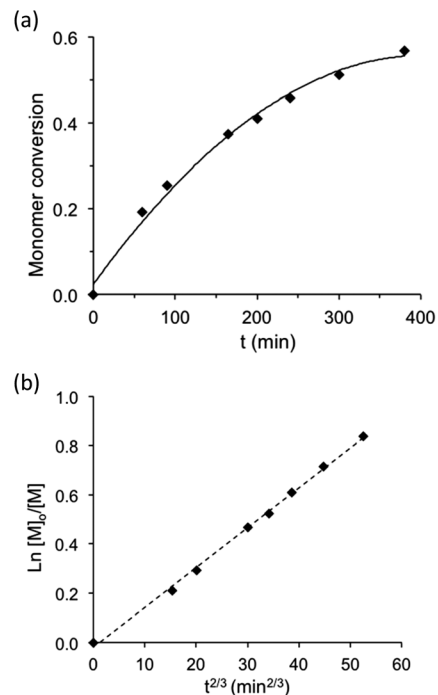 (a)
0.6
0.4
0.2
0.0
Monomer conversion
0 100 200 300 400
t (min)
(b)
1.0
0.8
0.6
0.4
0.2
0.0
Ln [M]o/[M]
0 10 20 30 40 50 60
t2/3 (min2/3)